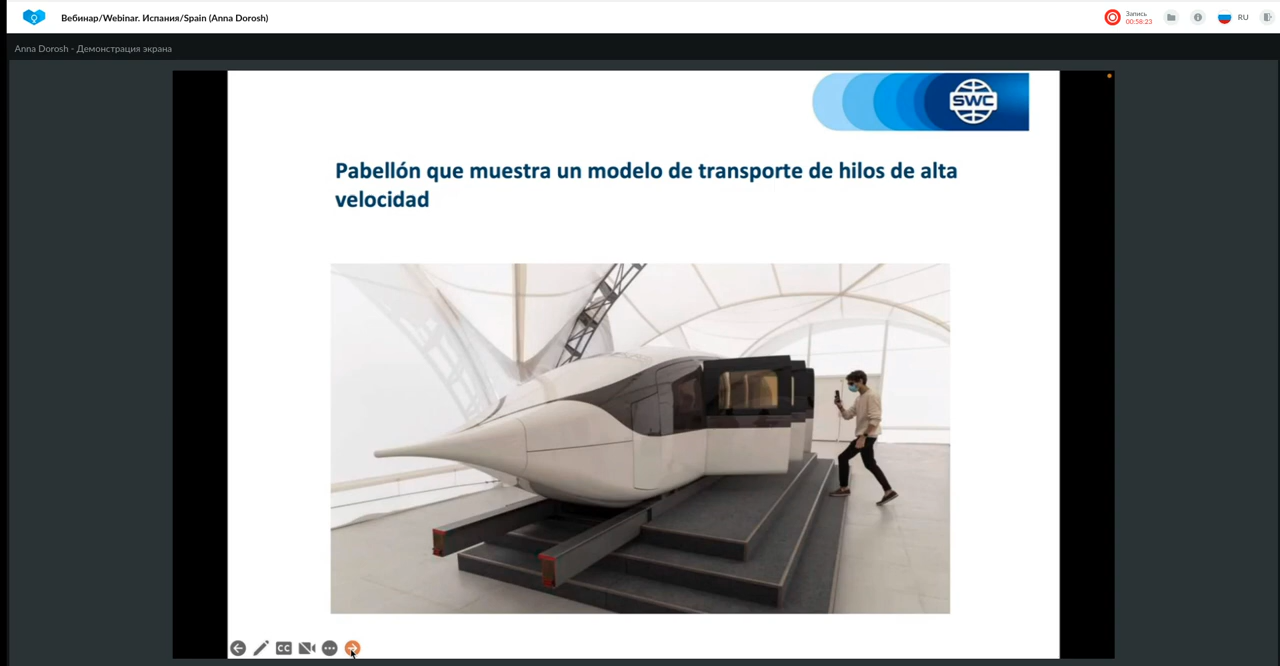 Вебинар/Webinar. Испания/Spain (Anna Dorosh)
Запись
00:58:23
RU
Anna Dorosh - Демонстрация экрана
SWC
Pabellón que muestra un modelo de transporte de hilos de alta
velocidad
CC